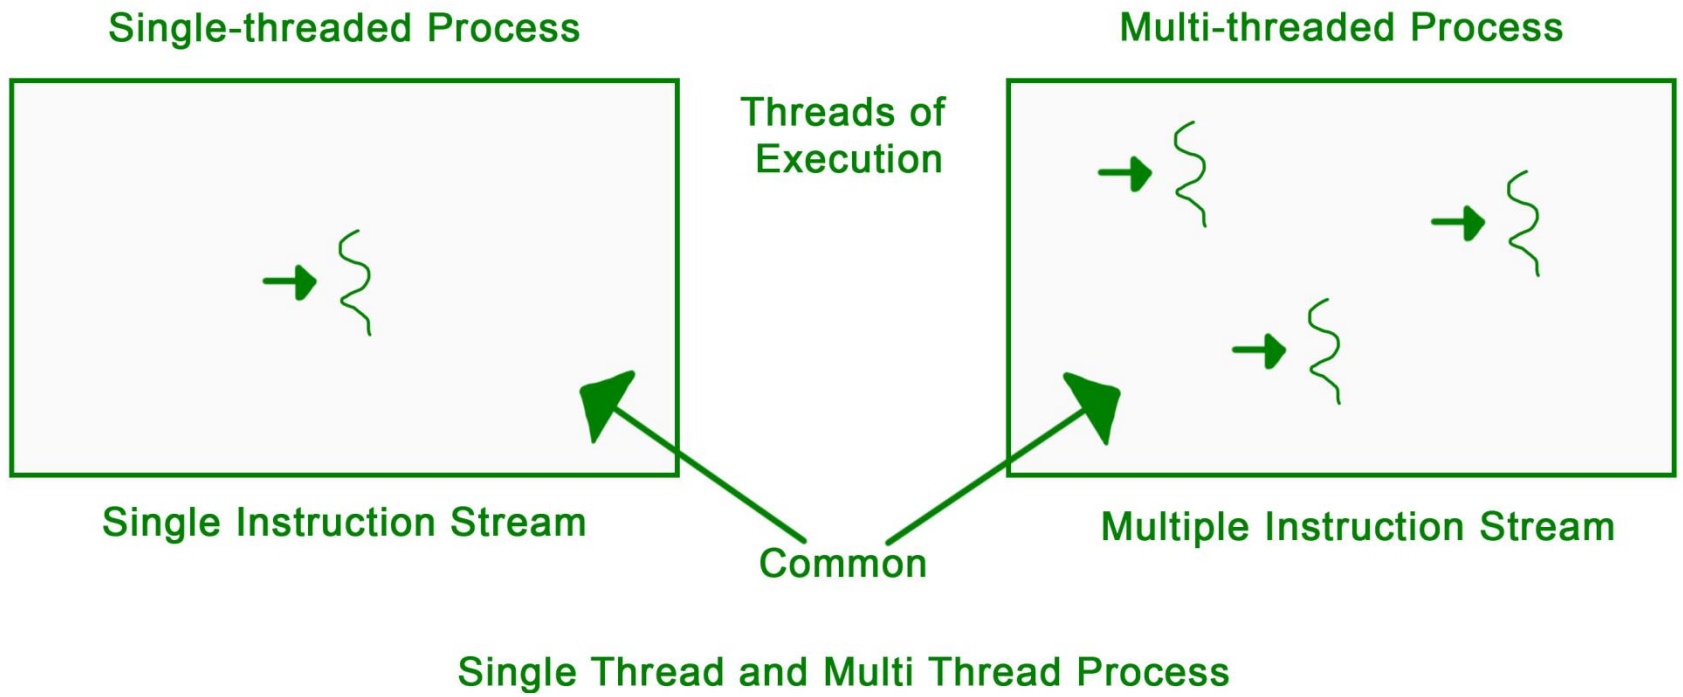 Single-threaded Process
Multi-threaded Process
Threads of
Execution
Single Instruction Stream
Multiple Instruction Stream
Common
Single Thread and Multi Thread Process